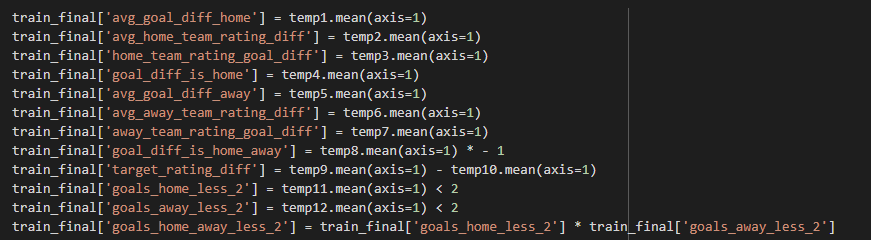 train_final['avg_goal_diff_home'] = temp1.mean(axis=1)
train_final['avg_home_team_rating_diff'] = temp2.mean(axis=1)
train_final['home_team_rating_goal_diff'] = temp3.mean(axis=1)
train_final['goal_diff_is_home'] = temp4.mean(axis=1)
train_final['avg_goal_diff_away'] = temp5.mean(axis=1)
train_final['avg_away_team_rating_diff'] = temp6.mean(axis=1)
train_final['away_team_rating_goal_diff'] = temp7.mean(axis=1)
train_final['goal_diff_is_home_away'] = temp8.mean(axis=1) * - 1
train_final['target_rating_diff'] = temp9.mean(axis=1) - temp10.mean(axis=1)
train_final['goals_home_less_2'] = temp11.mean(axis=1) < 2
train_final['goals_away_less_2'] = temp12.mean(axis=1) < 2
train_final['goals_home_away_less_2'] = train_final['goals_home_less_2'] * train_final['goals_away_less_2']